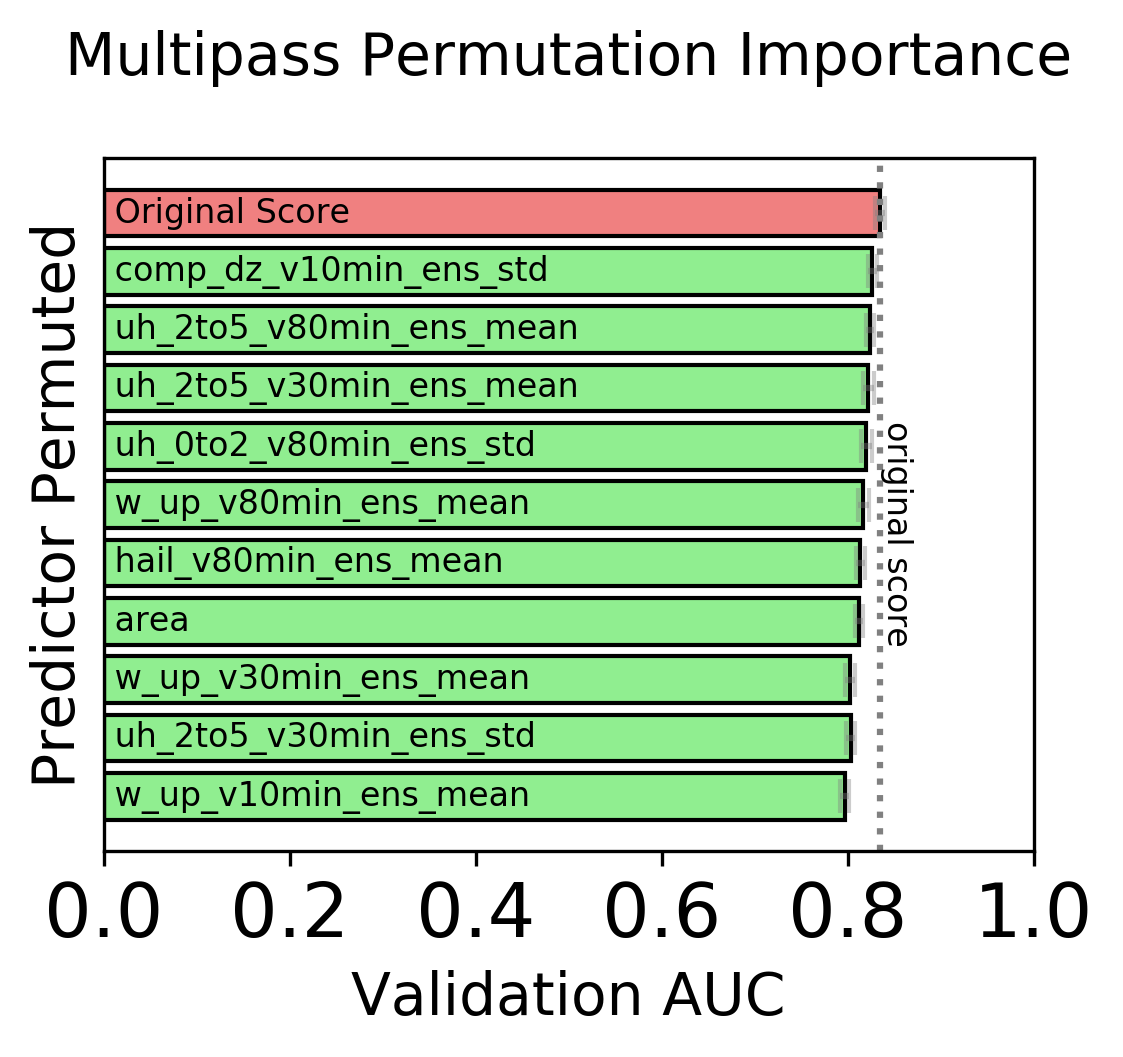 Multipass Permutation Importance
Predictor Permuted
Original Score
comp_dz_v10min_ens_std
uh_2to5_v80min_ens_mean
uh_2to5_v30min_ens_mean
uh_0to2_v80min_ens_std
w_up_v80min_ens_mean
hail_v80min_ens_mean
area
w_up_v30min_ens_mean
uh_2to5_v30min_ens_std
w_up_v10min_ens_mean
original score
0.0 0.2 0.4 0.6 0.8 1.0
Validation AUC